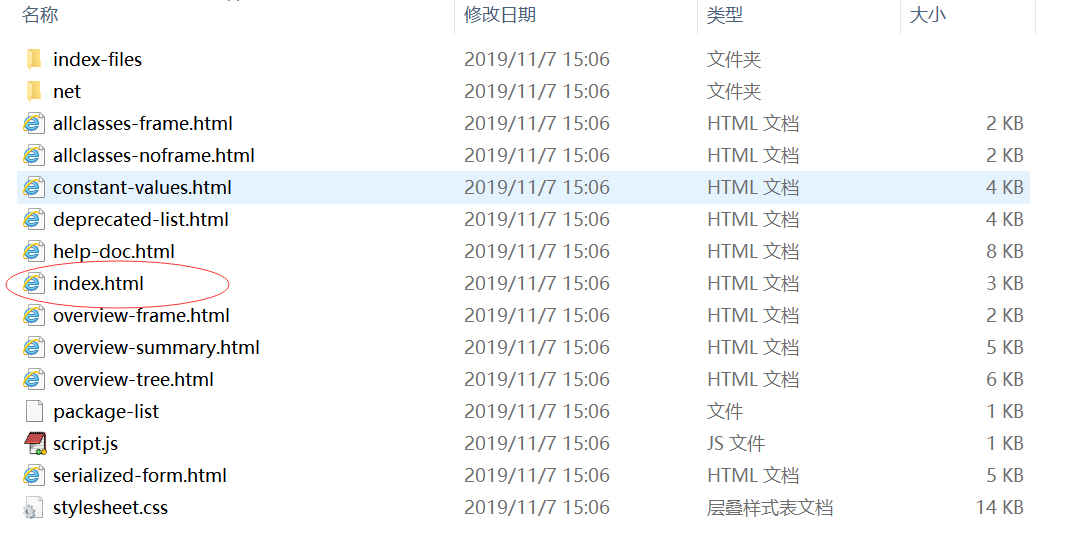 名称 修改日期 类型 大小
index-files 2019/11/7 15:06 文件夹
net 2019/11/7 15:06 文件夹
allclasses-frame.html 2019/11/7 15:06 HTML 文档 2 KB
allclasses-noframe.html 2019/11/7 15:06 HTML 文档 2 KB
constant-values.html 2019/11/7 15:06 HTML 文档 4 KB
deprecated-list.html 2019/11/7 15:06 HTML 文档 4 KB
help-doc.html 2019/11/7 15:06 HTML 文档 8 KB
index.html 2019/11/7 15:06 HTML 文档 3 KB
overview-frame.html 2019/11/7 15:06 HTML 文档 2 KB
overview-summary.html 2019/11/7 15:06 HTML 文档 5 KB
overview-tree.html 2019/11/7 15:06 HTML 文档 6 KB
package-list 2019/11/7 15:06 文件 1 KB
script.js 2019/11/7 15:06 JS 文件 1 KB
serialized-form.html 2019/11/7 15:06 HTML 文档 5 KB
stylesheet.css 2019/11/7 15:06 层叠样式表文档 14 KB